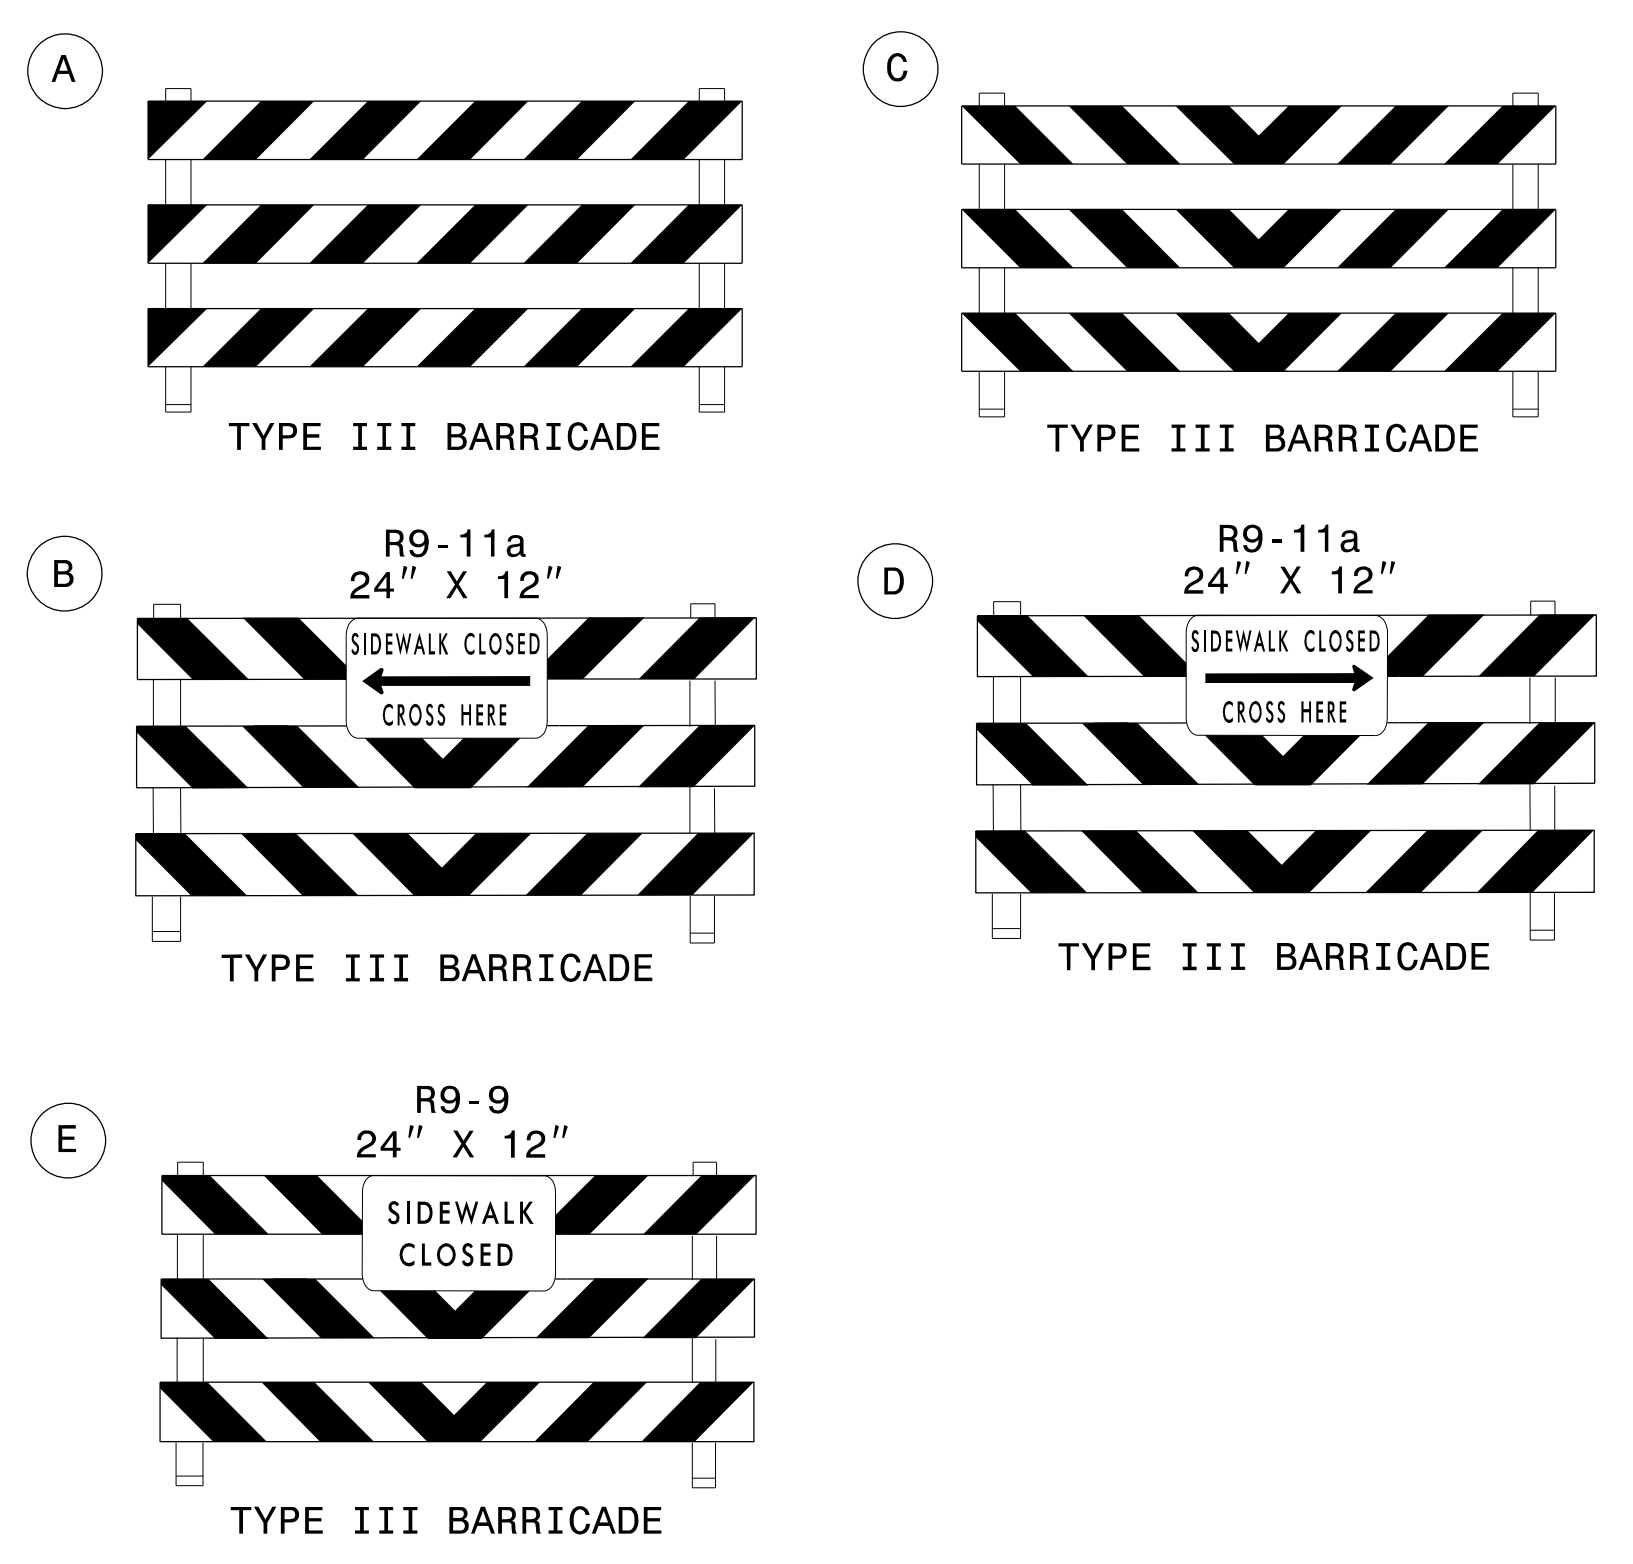 A
TYPE III BARRICADE
C
TYPE III BARRICADE
B
R9-11a
24" X 12"
SIDEWALK CLOSED
CROSS HERE
TYPE III BARRICADE
D
R9-11a
24" X 12"
SIDEWALK CLOSED
CROSS HERE
TYPE III BARRICADE
E
R9-9
24" X 12"
SIDEWALK
CLOSED
TYPE III BARRICADE